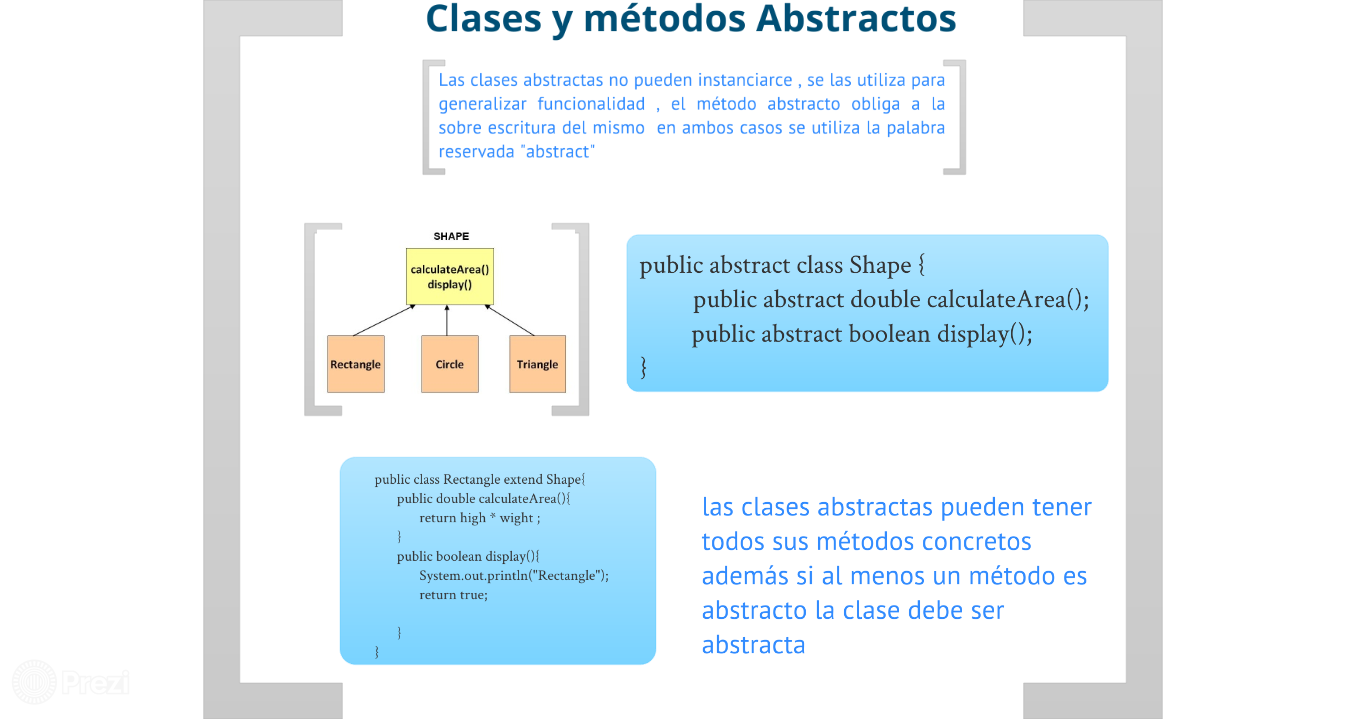 Clases y métodos Abstractos
Las clases abstractas no pueden instanciarce , se las utiliza para
generalizar funcionalidad , el método abstracto obliga a la
sobre escritura del mismo en ambos casos se utiliza la palabra
reservada "abstract"
SHAPE
calculateArea()
display()
Rectangle
Circle
Triangle
public abstract class Shape {
public abstract double calculateArea();
public abstract boolean display();
}
public class Rectangle extend Shape{
public double calculateArea(){
return high * wight ;
}
public boolean display(){
System.out.println("Rectangle");
return true;
}
}
las clases abstractas pueden tener
todos sus métodos concretos
además si al menos un método es
abstracto la clase debe ser
abstracta
Prezi